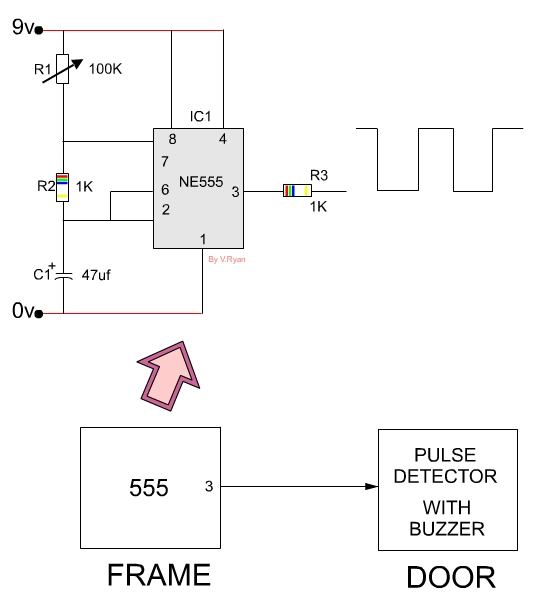 9v
R1
100K
IC1
8
4
7
R2
1K
6
NE555
3
R3
2
1K
1
By V.Ryan
C1
+
47uf
0v
555
3
PULSE
DETECTOR
WITH
BUZZER
FRAME
DOOR